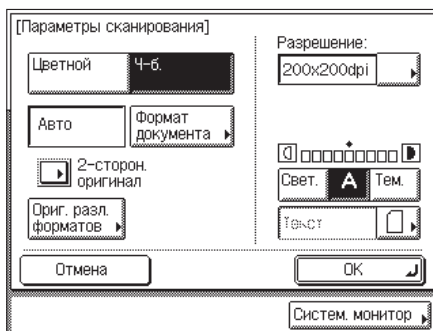 [Параметры сканирования]
Цветной
Ч-б.
Разрешение:
200x200dpi
Авто
Формат
документа
2-сторон.
оригинал
Свет.
A
Тем.
Ориг. разл.
форматов
Текст
Отмена
OK
Систем. монитор